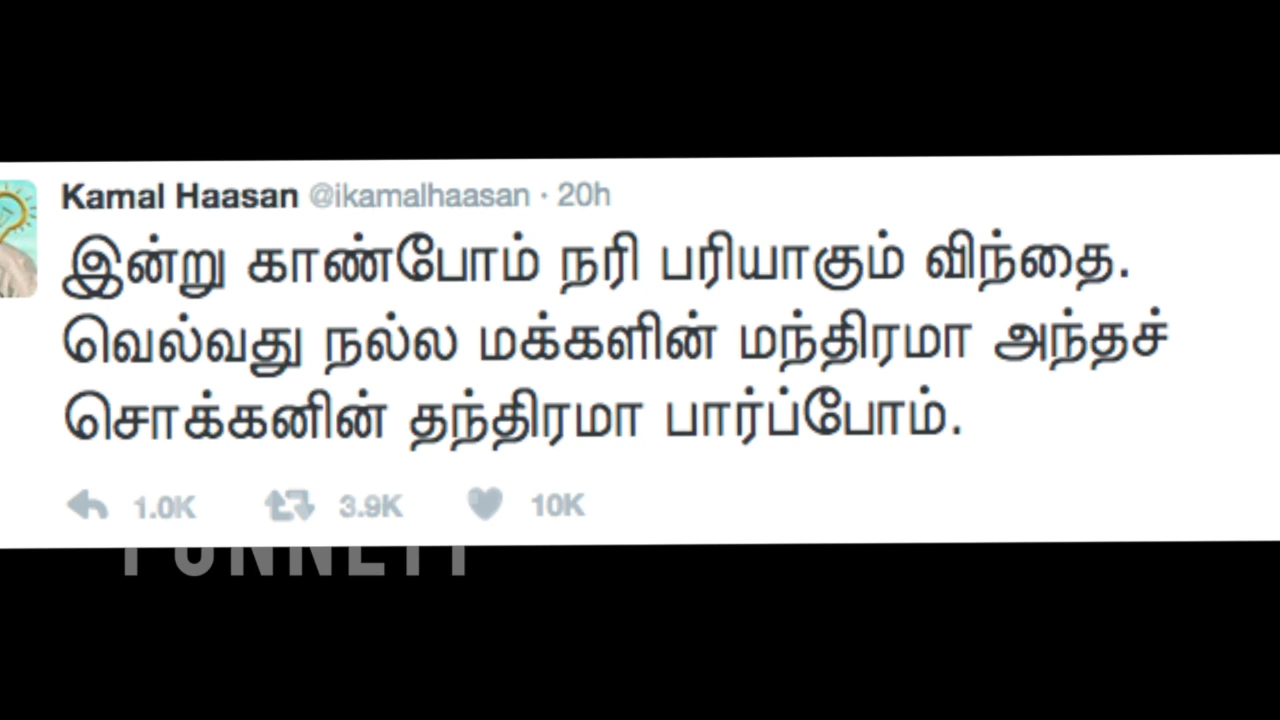 Kamal Haasan @ikamalhaasan · 20h
இன்று காண்போம் நரி பரியாகும் விந்தை.
வெல்வது நல்ல மக்களின் மந்திரமா அந்தச்
சொக்கனின் தந்திரமா பார்ப்போம்.
1.0K 3.9K 10K